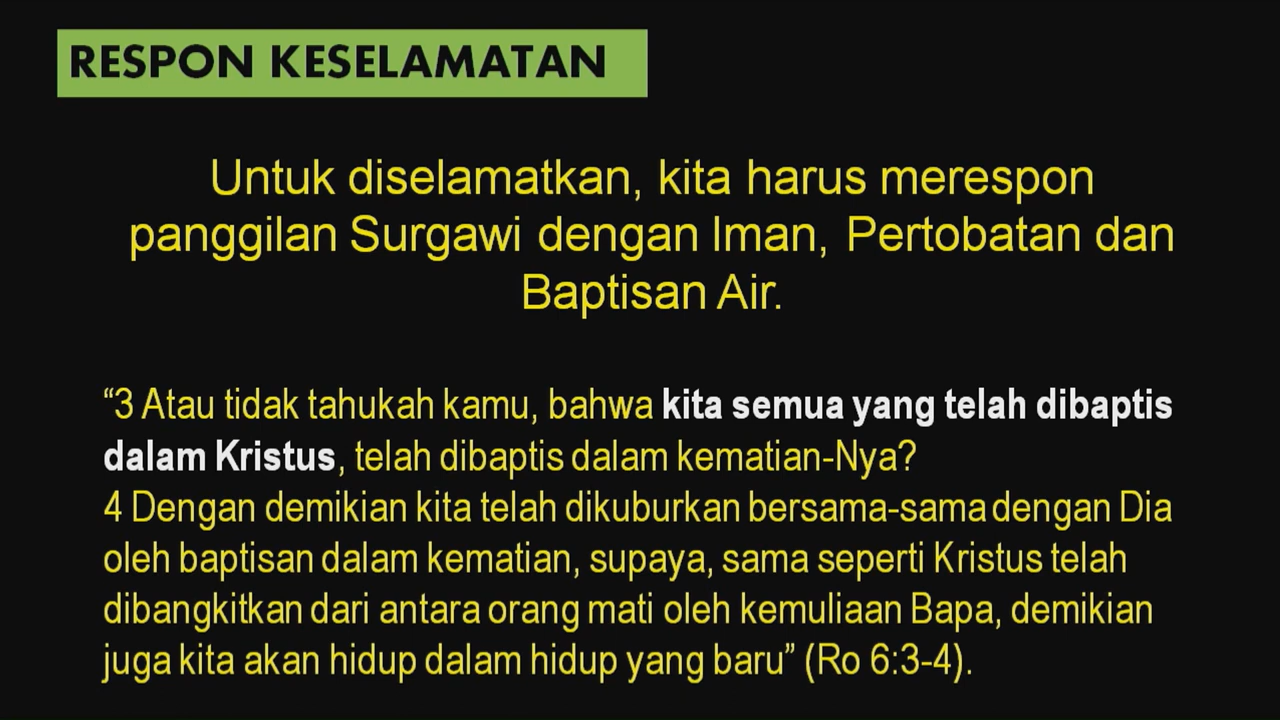 RESPON KESELAMATAN
Untuk diselamatkan, kita harus merespon
panggilan Surgawi dengan Iman, Pertobatan dan
Baptisan Air.
“3 Atau tidak tahukah kamu, bahwa kita semua yang telah dibaptis
dalam Kristus, telah dibaptis dalam kematian-Nya?
4 Dengan demikian kita telah dikuburkan bersama-sama dengan Dia
oleh baptisan dalam kematian, supaya, sama seperti Kristus telah
dibangkitkan dari antara orang mati oleh kemuliaan Bapa, demikian
juga kita akan hidup dalam hidup yang baru” (Ro 6:3-4).